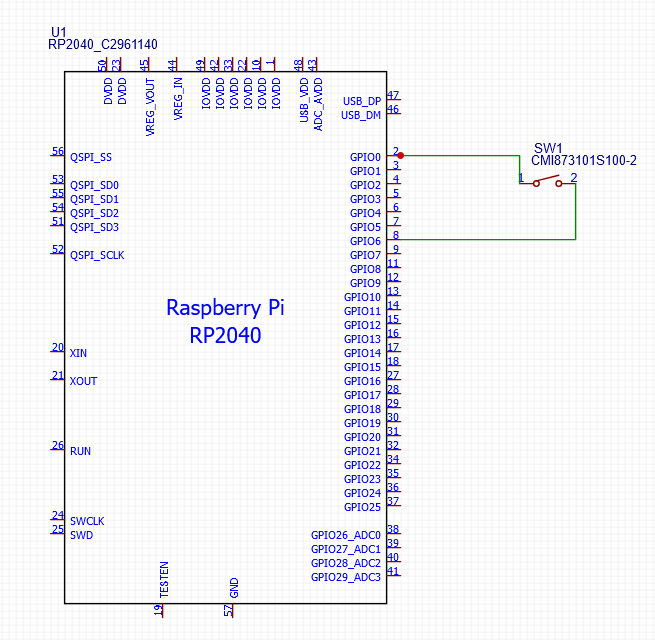 U1
RP2040_C2961140
50 23 45 44 49 42 33 22 10 1 48 43
DVDD DVDD VREG_VOUT VREG_IN IOVDD IOVDD IOVDD IOVDD IOVDD IOVDD USB_VDD ADC_AVDD
USB_DP 47
USB_DM 46
56 QSPI_SS GPIO0 2
GPIO1 3
53 QSPI_SD0 GPIO2 4
55 QSPI_SD1 GPIO3 5
54 QSPI_SD2 GPIO4 6
51 QSPI_SD3 GPIO5 7
GPIO6 8
52 QSPI_SCLK GPIO7 9
GPIO8 11
GPIO9 12
GPIO10 13
GPIO11 14
GPIO12 15
GPIO13 16
20 XIN GPIO14 17
GPIO15 18
21 XOUT GPIO16 27
GPIO17 28
GPIO18 29
GPIO19 30
GPIO20 31
26 RUN GPIO21 32
GPIO22 34
GPIO23 35
GPIO24 36
GPIO25 37
24 SWCLK
25 SWD
GPIO26_ADC0 38
GPIO27_ADC1 39
GPIO28_ADC2 40
GPIO29_ADC3 41
Raspberry Pi
RP2040
TESTEN GND
19 57
SW1
CMI873101S100-2
1 2